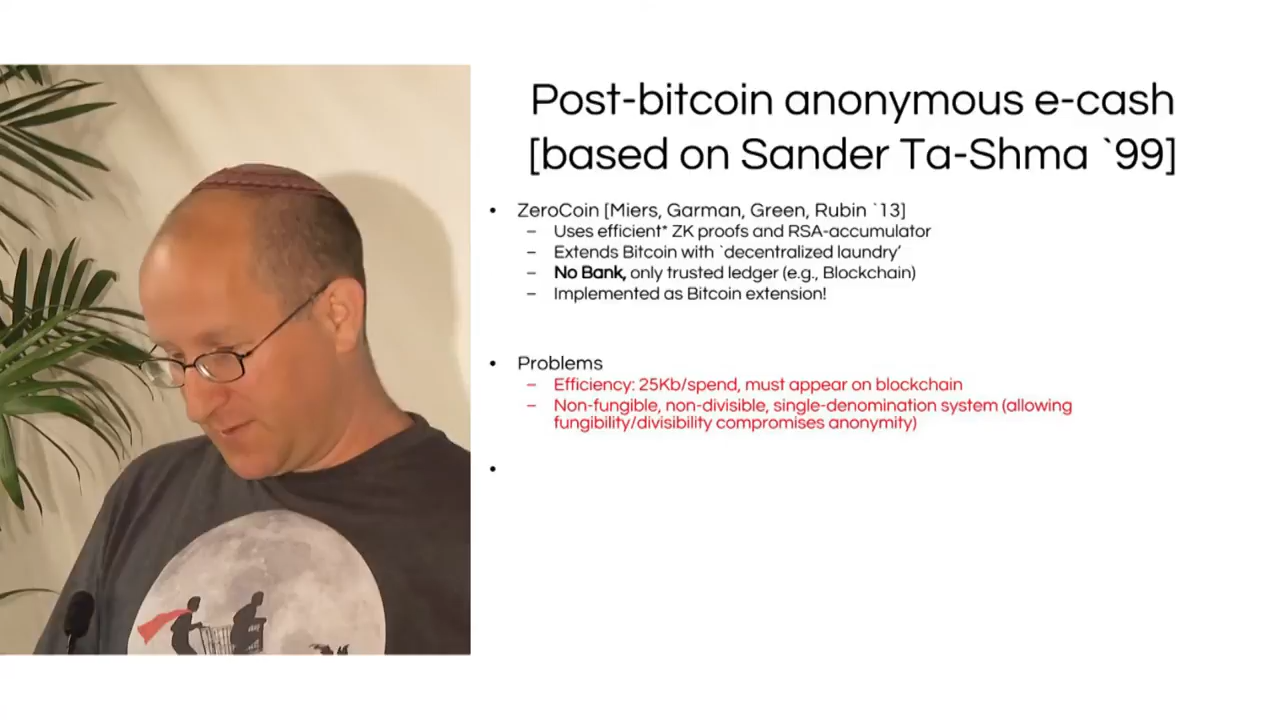 Post-bitcoin anonymous e-cash
[based on Sander Ta-Shma `99]
• ZeroCoin [Miers, Garman, Green, Rubin `13]
– Uses efficient* ZK proofs and RSA-accumulator
– Extends Bitcoin with `decentralized laundry’
– No Bank, only trusted ledger (e.g., Blockchain)
– Implemented as Bitcoin extension!
• Problems
– Efficiency: 25Kb/spend, must appear on blockchain
– Non-fungible, non-divisible, single-denomination system (allowing
fungibility/divisibility compromises anonymity)
•